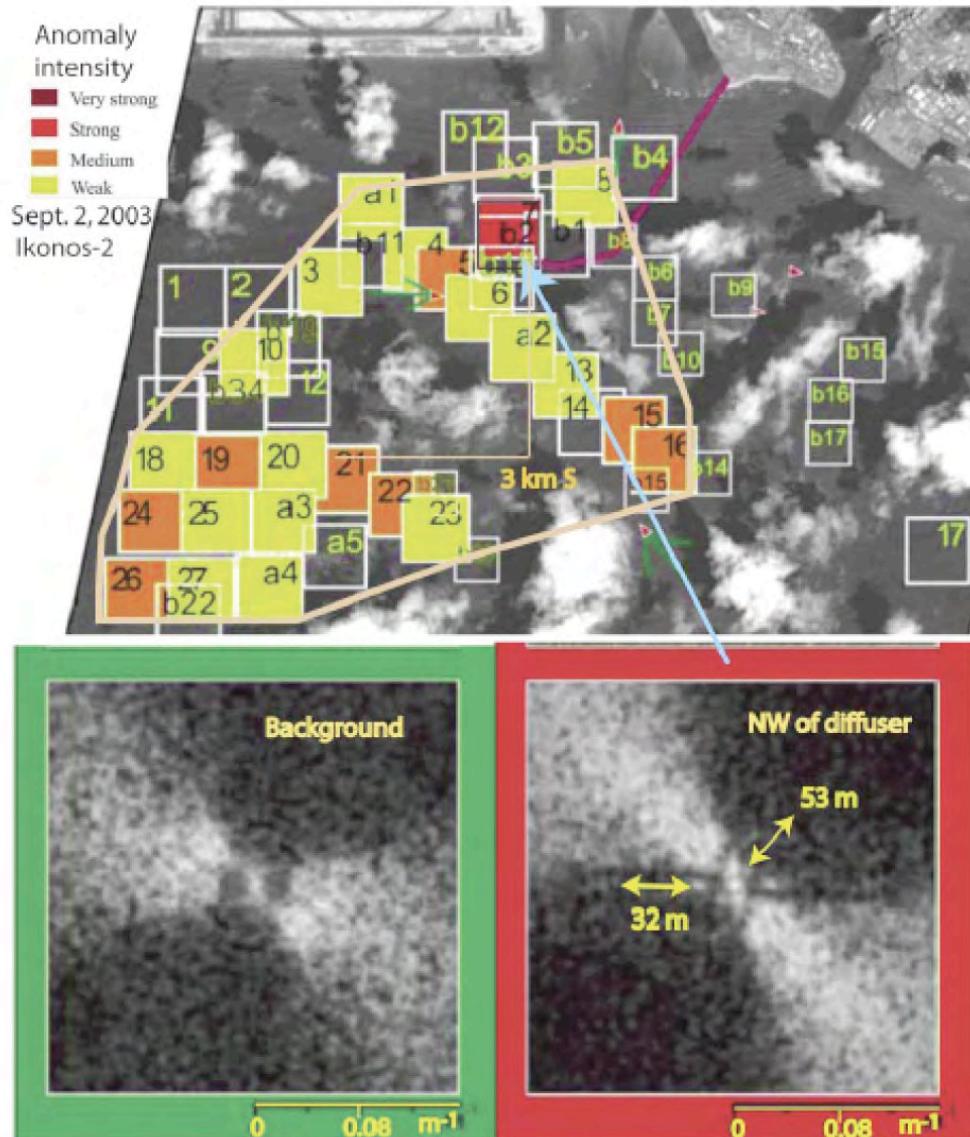 Anomaly
intensity
Very strong
Strong
Medium
Weak
Sept. 2, 2003
Ikonos-2
b12
b5
b3
b4
5
a1
7
b2
b1
b8
b11
4
5
3
6
b6
b9
1
2
b7
a2
b10
b15
9
10
12
13
b34
b16
11
14
15
b17
16
18
19
20
21
3 km S
b14
b15
22
24
25
a3
23
a5
17
26
27
a4
b22
Background
NW of diffuser
53 m
32 m
0 0.08 m-1
0 0.08 m-1